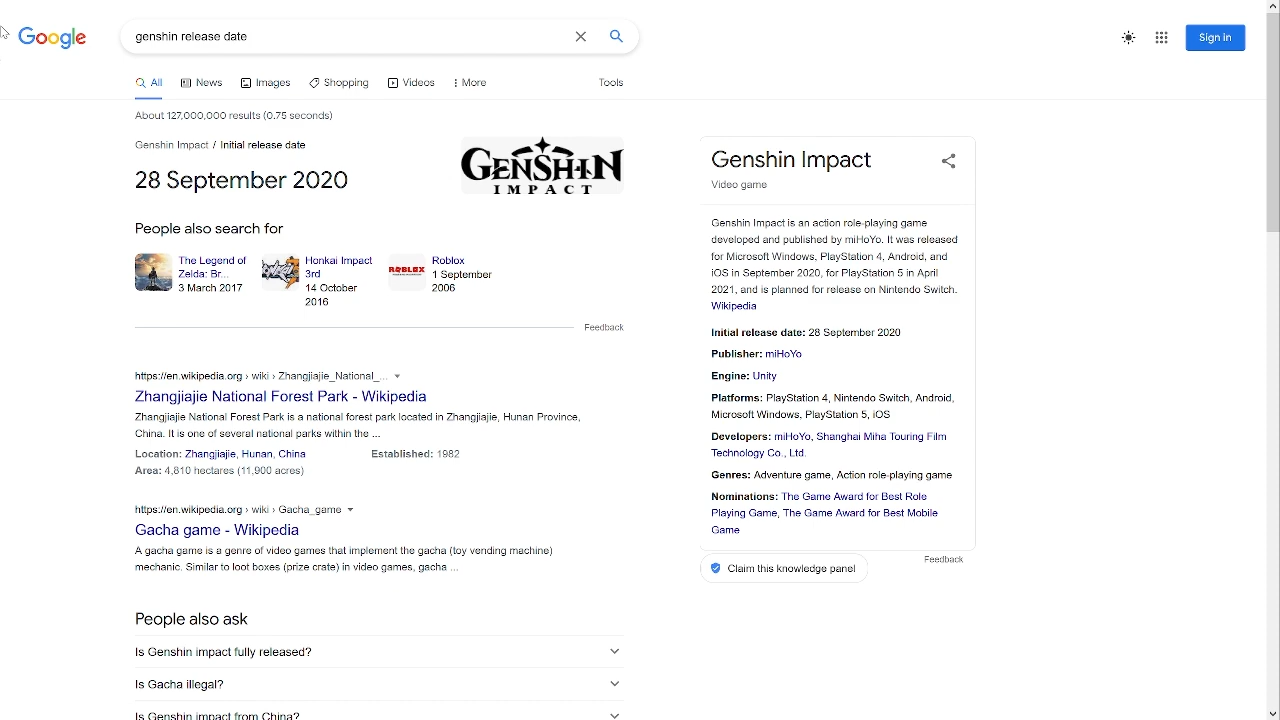 Google
genshin release date
Sign in
All
News
Images
Shopping
Videos
More
Tools
About 127,000,000 results (0.75 seconds)
Genshin Impact / Initial release date
28 September 2020
GENSHIN
IMPACT
People also search for
The Legend of
Zelda: Br...
3 March 2017
Honkai Impact
3rd
14 October
2016
ROBLOX
Roblox
1 September
2006
Feedback
https://en.wikipedia.org › wiki › Zhangjiajie_National_...
Zhangjiajie National Forest Park - Wikipedia
Zhangjiajie National Forest Park is a national forest park located in Zhangjiajie, Hunan Province,
China. It is one of several national parks within the ...
Location: Zhangjiajie, Hunan, China
Established: 1982
Area: 4,810 hectares (11,900 acres)
https://en.wikipedia.org › wiki › Gacha_game
Gacha game - Wikipedia
A gacha game is a genre of video games that implement the gacha (toy vending machine)
mechanic. Similar to loot boxes (prize crate) in video games, gacha ...
People also ask
Is Genshin impact fully released?
Is Gacha illegal?
Is Genshin impact from China?
Genshin Impact
Video game
Genshin Impact is an action role-playing game
developed and published by miHoYo. It was released
for Microsoft Windows, PlayStation 4, Android, and
iOS in September 2020, for PlayStation 5 in April
2021, and is planned for release on Nintendo Switch.
Wikipedia
Initial release date: 28 September 2020
Publisher: miHoYo
Engine: Unity
Platforms: PlayStation 4, Nintendo Switch, Android,
Microsoft Windows, PlayStation 5, iOS
Developers: miHoYo, Shanghai Miha Touring Film
Technology Co., Ltd.
Genres: Adventure game, Action role-playing game
Nominations: The Game Award for Best Role
Playing Game, The Game Award for Best Mobile
Game
Feedback
Claim this knowledge panel